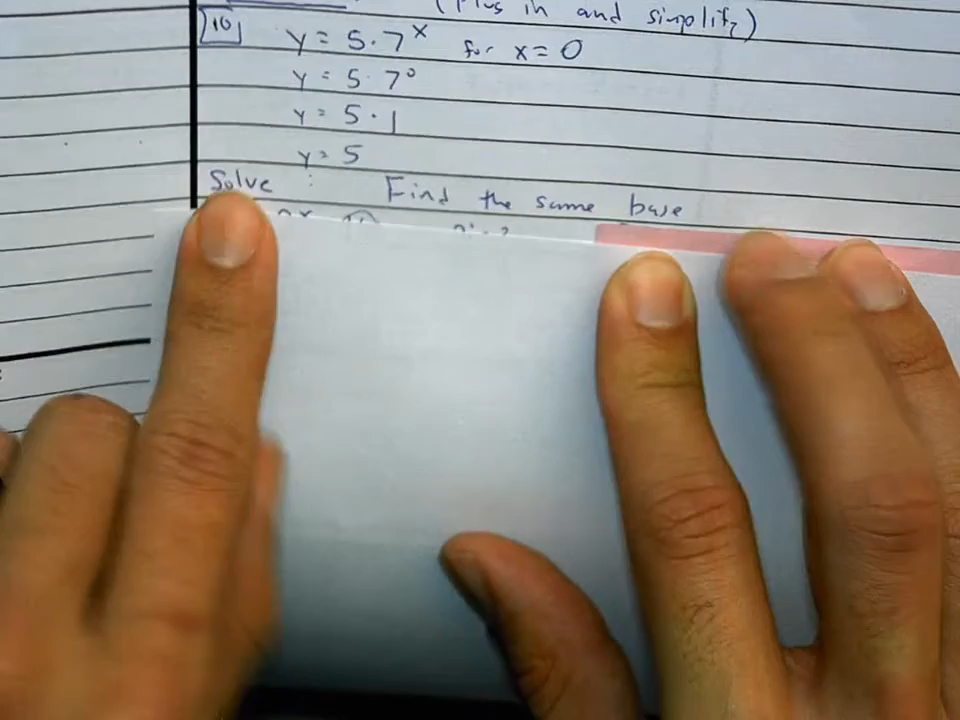 (Plug in and simplify)
10 y = 5·7^x for x = 0
y = 5·7^0
y = 5·1
y = 5
Solve : Find the same base